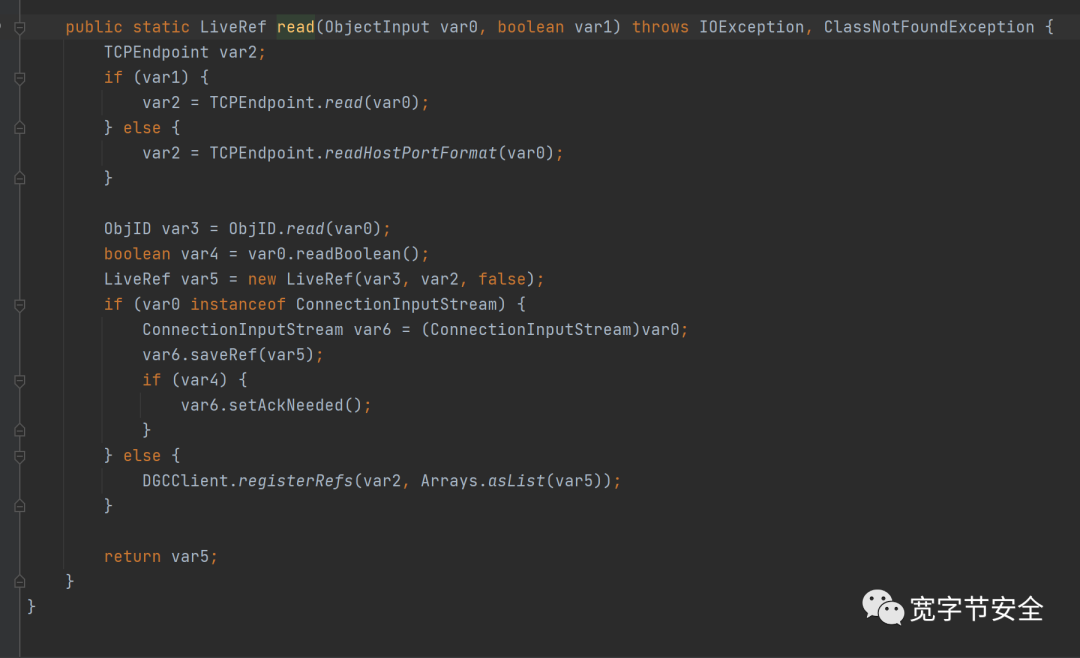 public static LiveRef read(ObjectInput var0, boolean var1) throws IOException, ClassNotFoundException {
    TCPEndpoint var2;
    if (var1) {
        var2 = TCPEndpoint.read(var0);
    } else {
        var2 = TCPEndpoint.readHostPortFormat(var0);
    }

    ObjID var3 = ObjID.read(var0);
    boolean var4 = var0.readBoolean();
    LiveRef var5 = new LiveRef(var3, var2, false);
    if (var0 instanceof ConnectionInputStream) {
        ConnectionInputStream var6 = (ConnectionInputStream)var0;
        var6.saveRef(var5);
        if (var4) {
            var6.setAckNeeded();
        }
    } else {
        DGCClient.registerRefs(var2, Arrays.asList(var5));
    }

    return var5;
}
}
宽字节安全